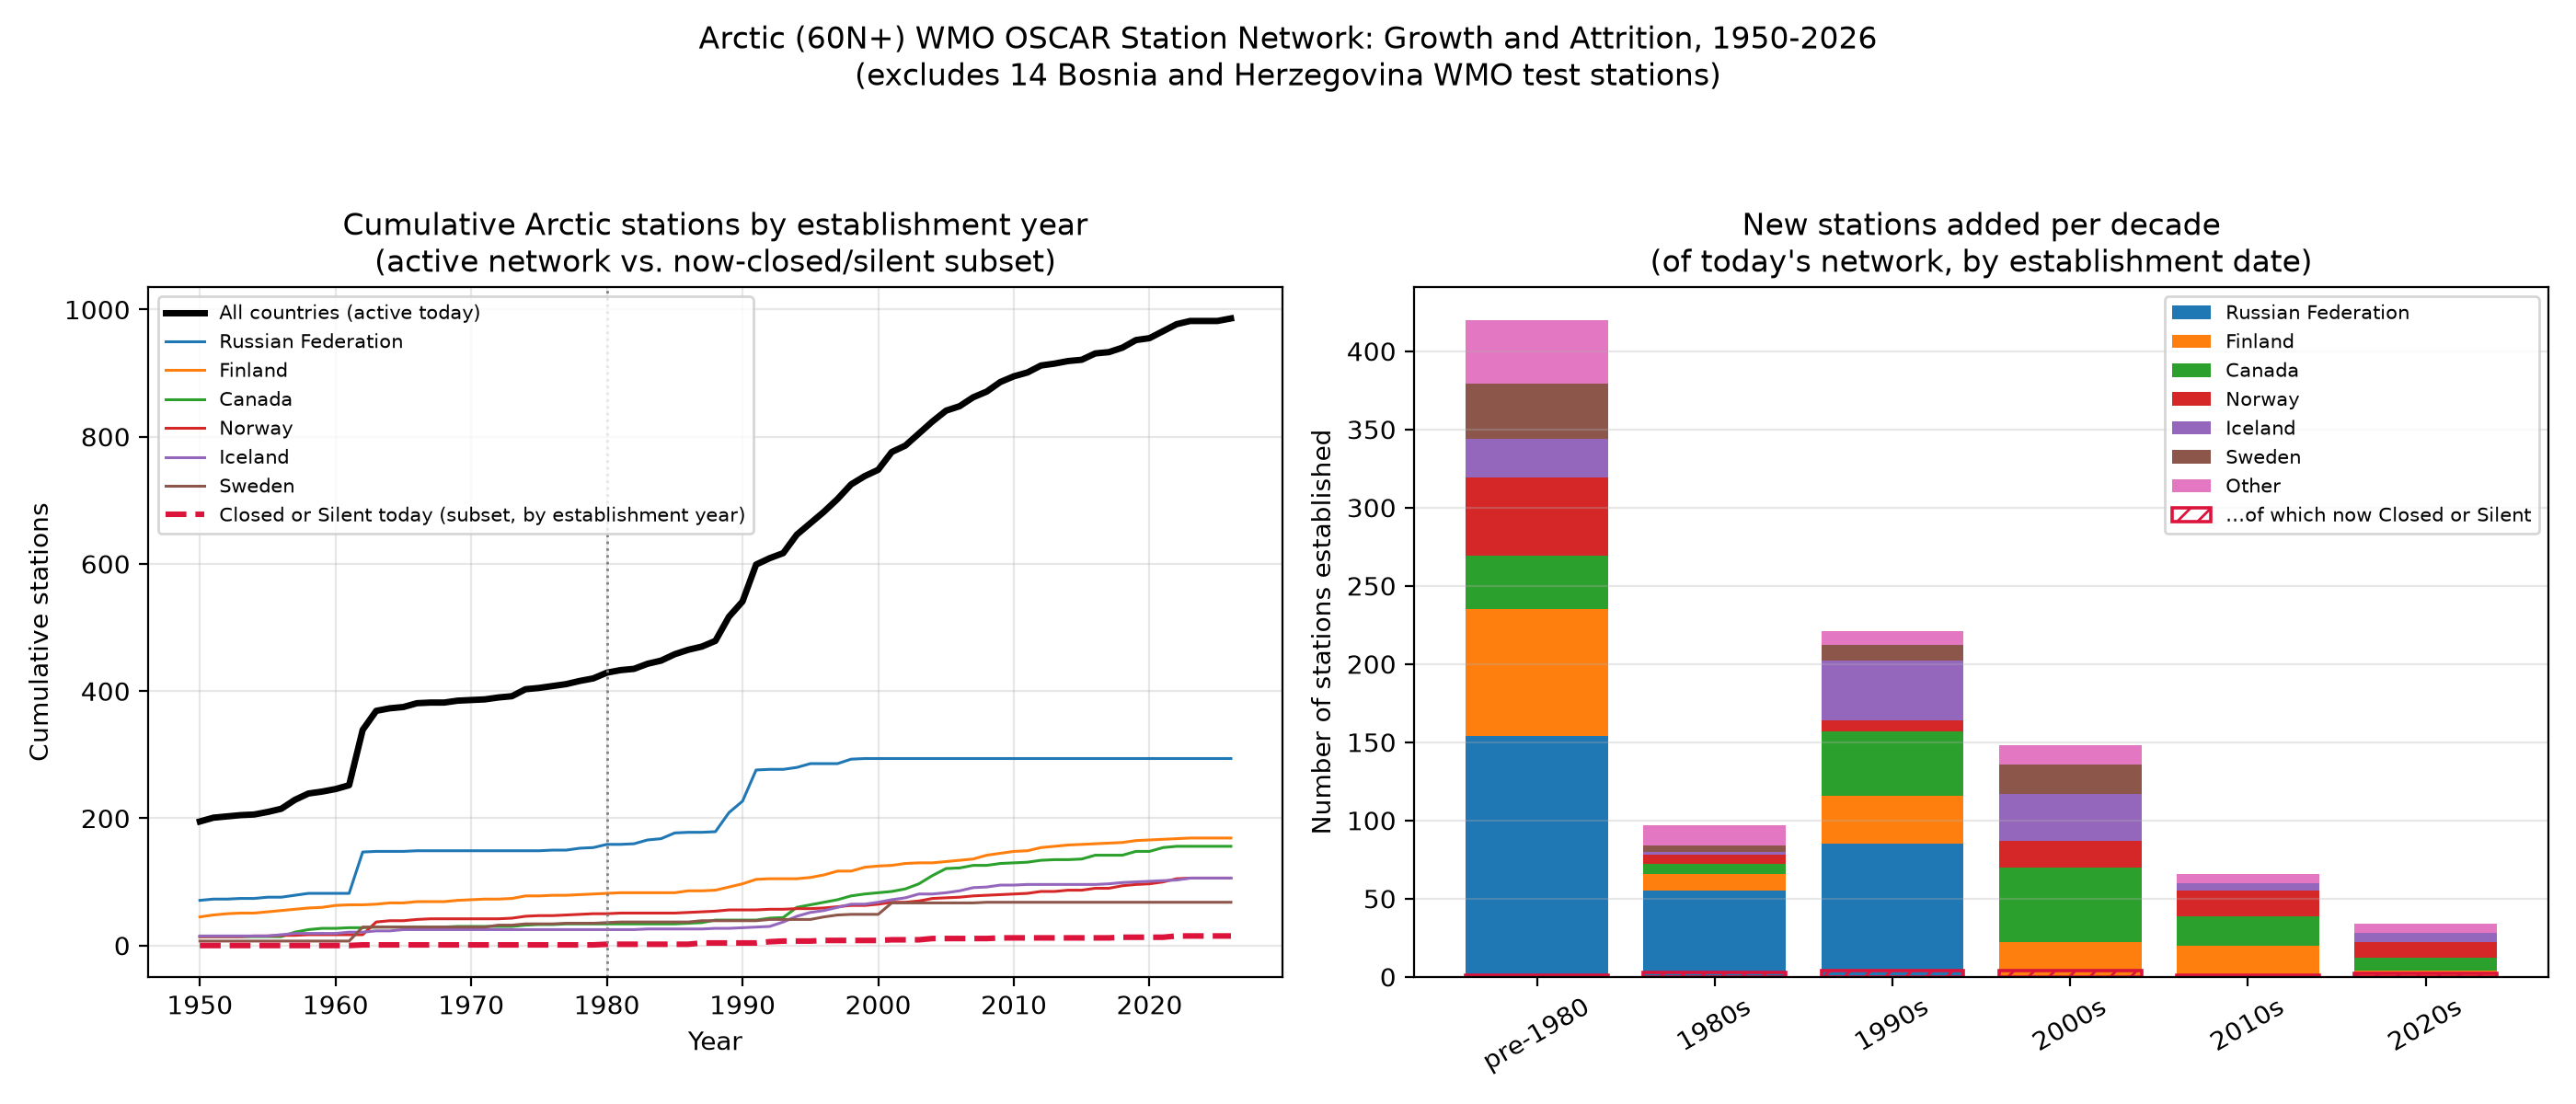 Arctic (60N+) WMO OSCAR Station Network: Growth and Attrition, 1950-2026
(excludes 14 Bosnia and Herzegovina WMO test stations)
Cumulative Arctic stations by establishment year
(active network vs. now-closed/silent subset)
1000
800
600
400
200
0
Cumulative stations
All countries (active today)
Russian Federation
Finland
Canada
Norway
Iceland
Sweden
Closed or Silent today (subset, by establishment year)
1950
1960
1970
1980
1990
2000
2010
2020
Year
New stations added per decade
(of today's network, by establishment date)
400
350
300
250
200
150
100
50
0
Number of stations established
Russian Federation
Finland
Canada
Norway
Iceland
Sweden
Other
...of which now Closed or Silent
pre-1980
1980s
1990s
2000s
2010s
2020s